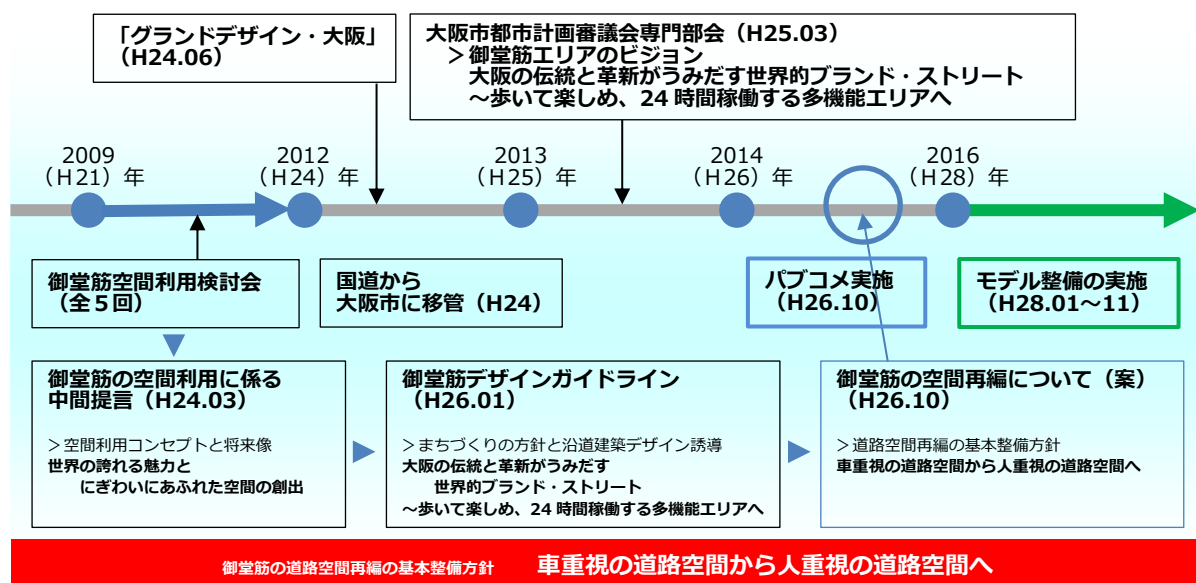 「グランドデザイン・大阪」
（H24.06）
大阪市都市計画審議会専門部会（H25.03）
＞御堂筋エリアのビジョン
大阪の伝統と革新がうみだす世界的ブランド・ストリート
～歩いて楽しめ、24 時間稼働する多機能エリアへ
2009
（H21）年
2012
（H24）年
2013
（H25）年
2014
（H26）年
2016
（H28）年
御堂筋空間利用検討会
（全５回）
国道から
大阪市に移管（H24）
パブコメ実施
（H26.10）
モデル整備の実施
（H28.01～11）
御堂筋の空間利用に係る
中間提言（H24.03）
＞空間利用コンセプトと将来像
世界の誇れる魅力と
にぎわいにあふれた空間の創出
御堂筋デザインガイドライン
（H26.01）
＞まちづくりの方針と沿道建築デザイン誘導
大阪の伝統と革新がうみだす
世界的ブランド・ストリート
～歩いて楽しめ、24 時間稼働する多機能エリアへ
御堂筋の空間再編について（案）
（H26.10）
＞道路空間再編の基本整備方針
車重視の道路空間から人重視の道路空間へ
御堂筋の道路空間再編の基本整備方針　車重視の道路空間から人重視の道路空間へ